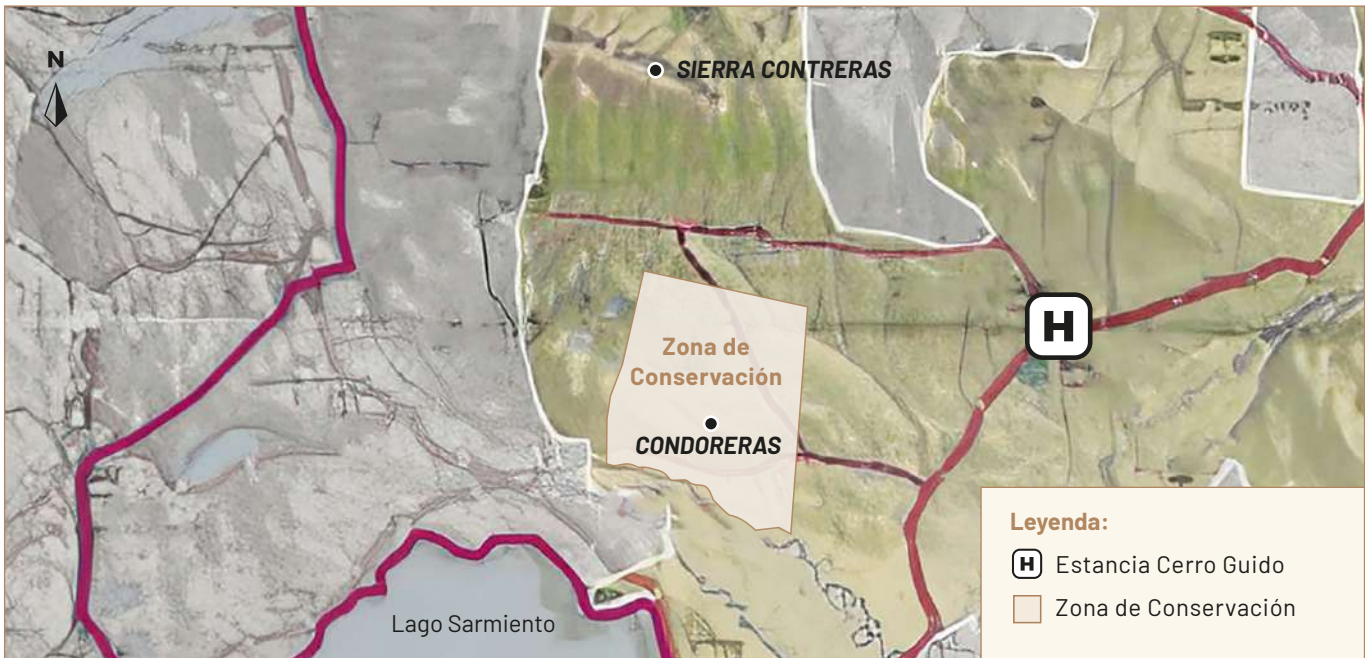 N
SIERRA CONTRERAS
H
Zona de
Conservación
CONDORERAS
Lago Sarmiento
Leyenda:
H Estancia Cerro Guido
Zona de Conservación